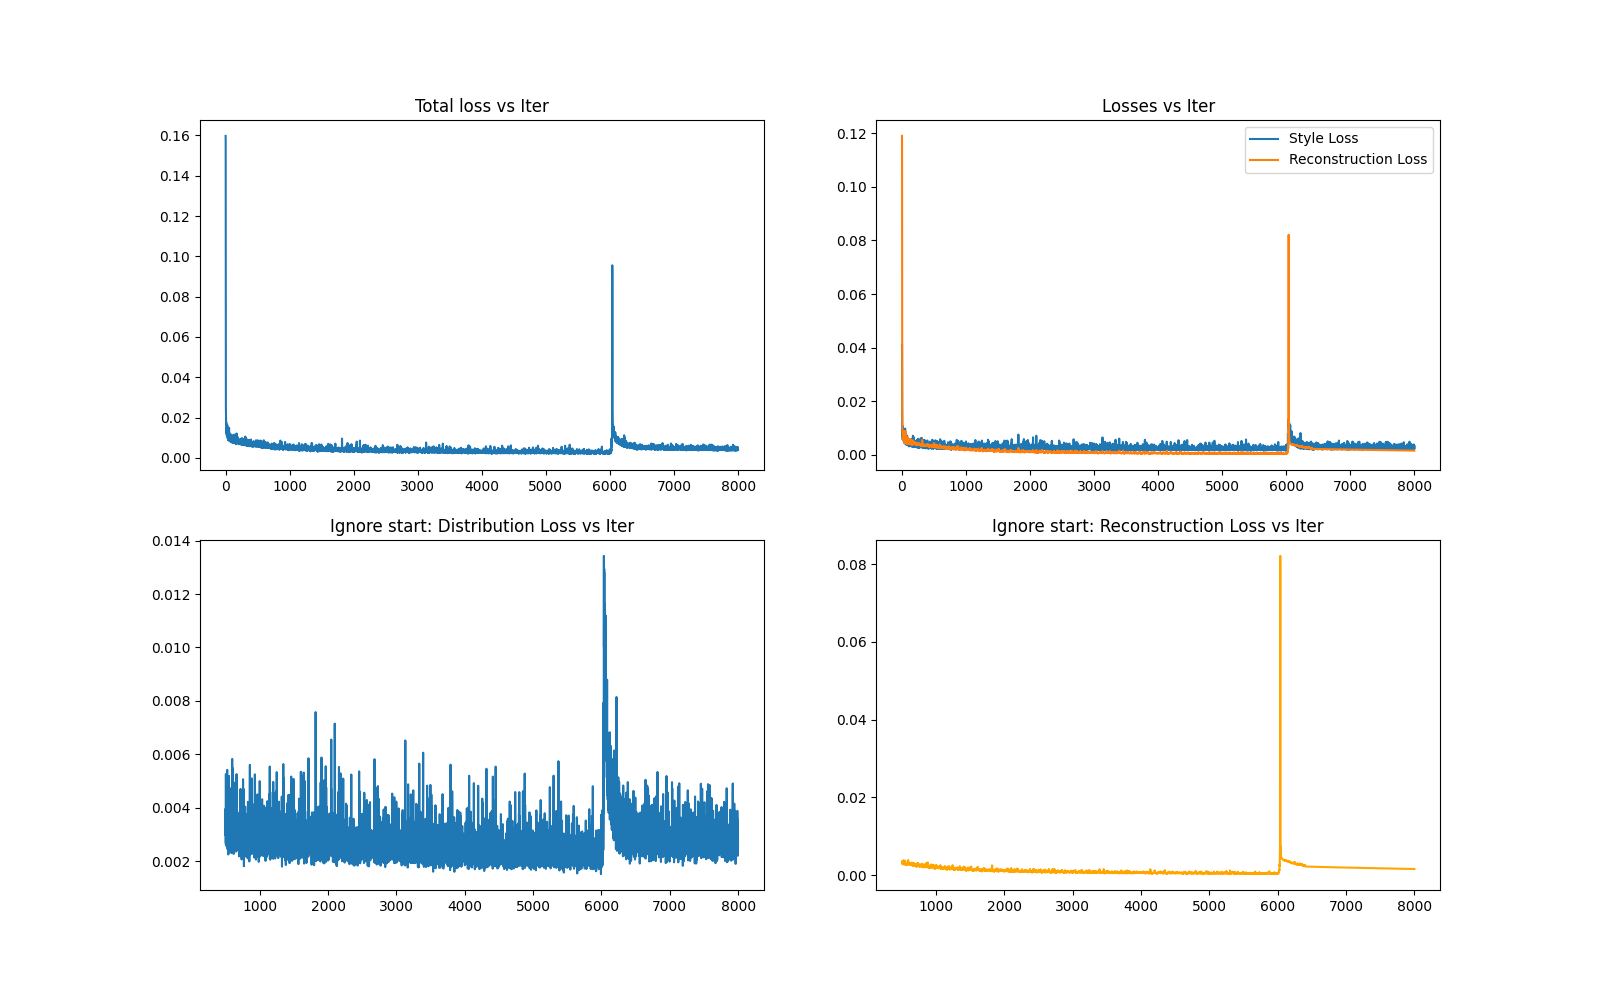 Total loss vs Iter
0.16
0.14
0.12
0.10
0.08
0.06
0.04
0.02
0.00
0 1000 2000 3000 4000 5000 6000 7000 8000
Losses vs Iter
Style Loss
Reconstruction Loss
0.12
0.10
0.08
0.06
0.04
0.02
0.00
0 1000 2000 3000 4000 5000 6000 7000 8000
Ignore start: Distribution Loss vs Iter
0.014
0.012
0.010
0.008
0.006
0.004
0.002
1000 2000 3000 4000 5000 6000 7000 8000
Ignore start: Reconstruction Loss vs Iter
0.08
0.06
0.04
0.02
0.00
1000 2000 3000 4000 5000 6000 7000 8000